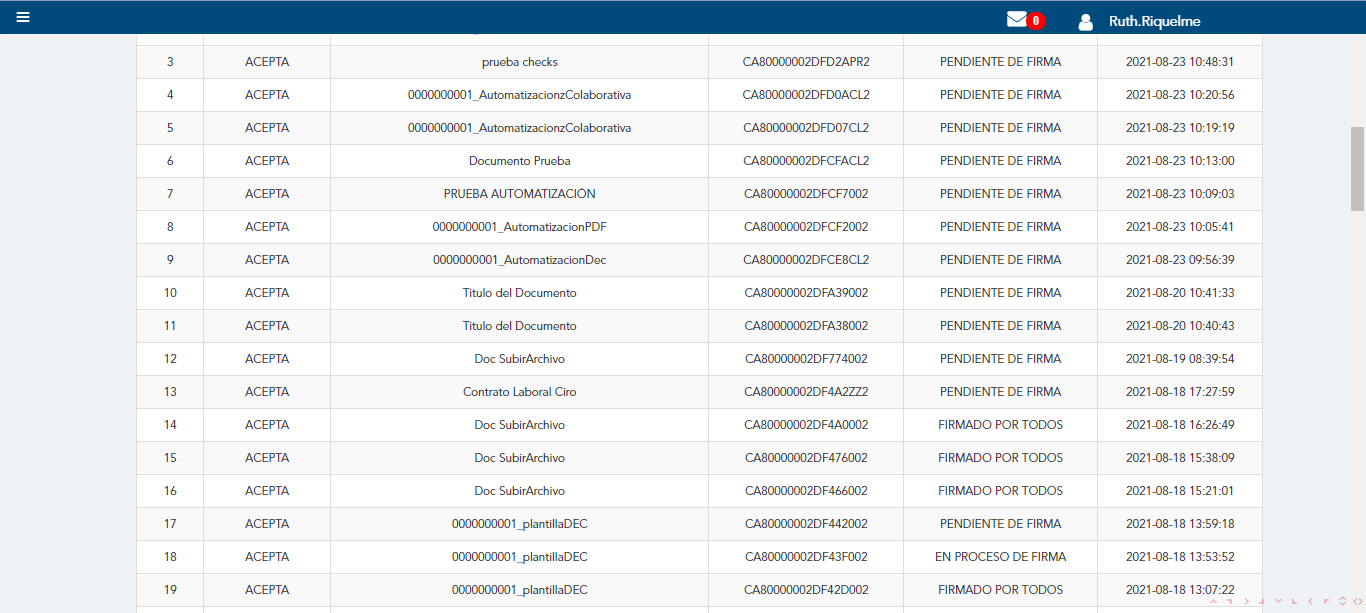 0 Ruth.Riquelme
3 ACEPTA prueba checks CA80000002DFD2APR2 PENDIENTE DE FIRMA 2021-08-23 10:48:31
4 ACEPTA 0000000001_AutomatizacionzColaborativa CA80000002DFD0ACL2 PENDIENTE DE FIRMA 2021-08-23 10:20:56
5 ACEPTA 0000000001_AutomatizacionzColaborativa CA80000002DFD07CL2 PENDIENTE DE FIRMA 2021-08-23 10:19:19
6 ACEPTA Documento Prueba CA80000002DFCFACL2 PENDIENTE DE FIRMA 2021-08-23 10:13:00
7 ACEPTA PRUEBA AUTOMATIZACIÓN CA80000002DFCF7002 PENDIENTE DE FIRMA 2021-08-23 10:09:03
8 ACEPTA 0000000001_AutomatizacionPDF CA80000002DFCF2002 PENDIENTE DE FIRMA 2021-08-23 10:05:41
9 ACEPTA 0000000001_AutomatizacionDec CA80000002DFCE8CL2 PENDIENTE DE FIRMA 2021-08-23 09:56:39
10 ACEPTA Titulo del Documento CA80000002DFA39002 PENDIENTE DE FIRMA 2021-08-20 10:41:33
11 ACEPTA Titulo del Documento CA80000002DFA38002 PENDIENTE DE FIRMA 2021-08-20 10:40:43
12 ACEPTA Doc SubirArchivo CA80000002DF774002 PENDIENTE DE FIRMA 2021-08-19 08:39:54
13 ACEPTA Contrato Laboral Ciro CA80000002DF4A2ZZ2 PENDIENTE DE FIRMA 2021-08-18 17:27:59
14 ACEPTA Doc SubirArchivo CA80000002DF4A0002 FIRMADO POR TODOS 2021-08-18 16:26:49
15 ACEPTA Doc SubirArchivo CA80000002DF476002 FIRMADO POR TODOS 2021-08-18 15:38:09
16 ACEPTA Doc SubirArchivo CA80000002DF466002 FIRMADO POR TODOS 2021-08-18 15:21:01
17 ACEPTA 0000000001_plantillaDEC CA80000002DF442002 PENDIENTE DE FIRMA 2021-08-18 13:59:18
18 ACEPTA 0000000001_plantillaDEC CA80000002DF43F002 EN PROCESO DE FIRMA 2021-08-18 13:53:52
19 ACEPTA 0000000001_plantillaDEC CA80000002DF42D002 FIRMADO POR TODOS 2021-08-18 13:07:22